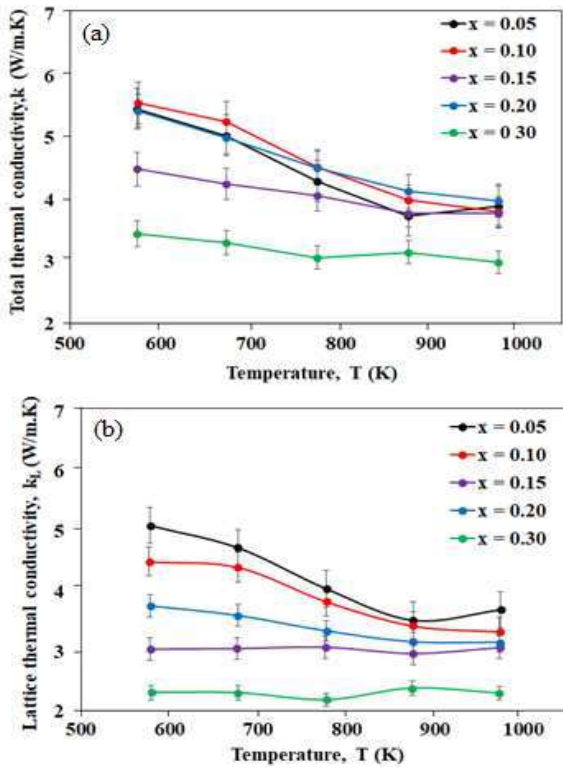 (a)
Total thermal conductivity,k (W/m.K)
7
6
5
4
3
2
x = 0.05
x = 0.10
x = 0.15
x = 0.20
x = 0 30
500
600
700
800
900
1000
Temperature, T (K)
(b)
Lattice thermal conductivity, kL (W/m.K)
7
6
5
4
3
2
x = 0.05
x = 0.10
x = 0.15
x = 0.20
x = 0.30
500
600
700
800
900
1000
Temperature, T (K)